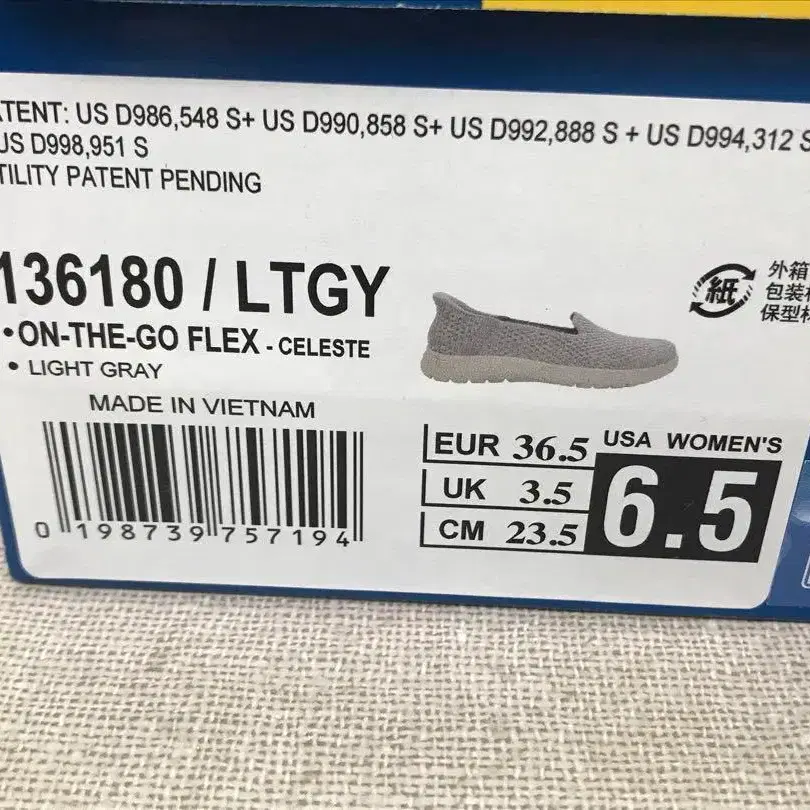 TENT: US D986,548 S+ US D990,858 S+ US D992,888 S + US D994,312 S
US D998,951 S
TILITY PATENT PENDING
136180 / LTGY
• ON-THE-GO FLEX - CELESTE
• LIGHT GRAY
MADE IN VIETNAM
0 198739 757194
紙
外箱
包装
保型
EUR 36.5
UK 3.5
CM 23.5
USA WOMEN'S
6.5